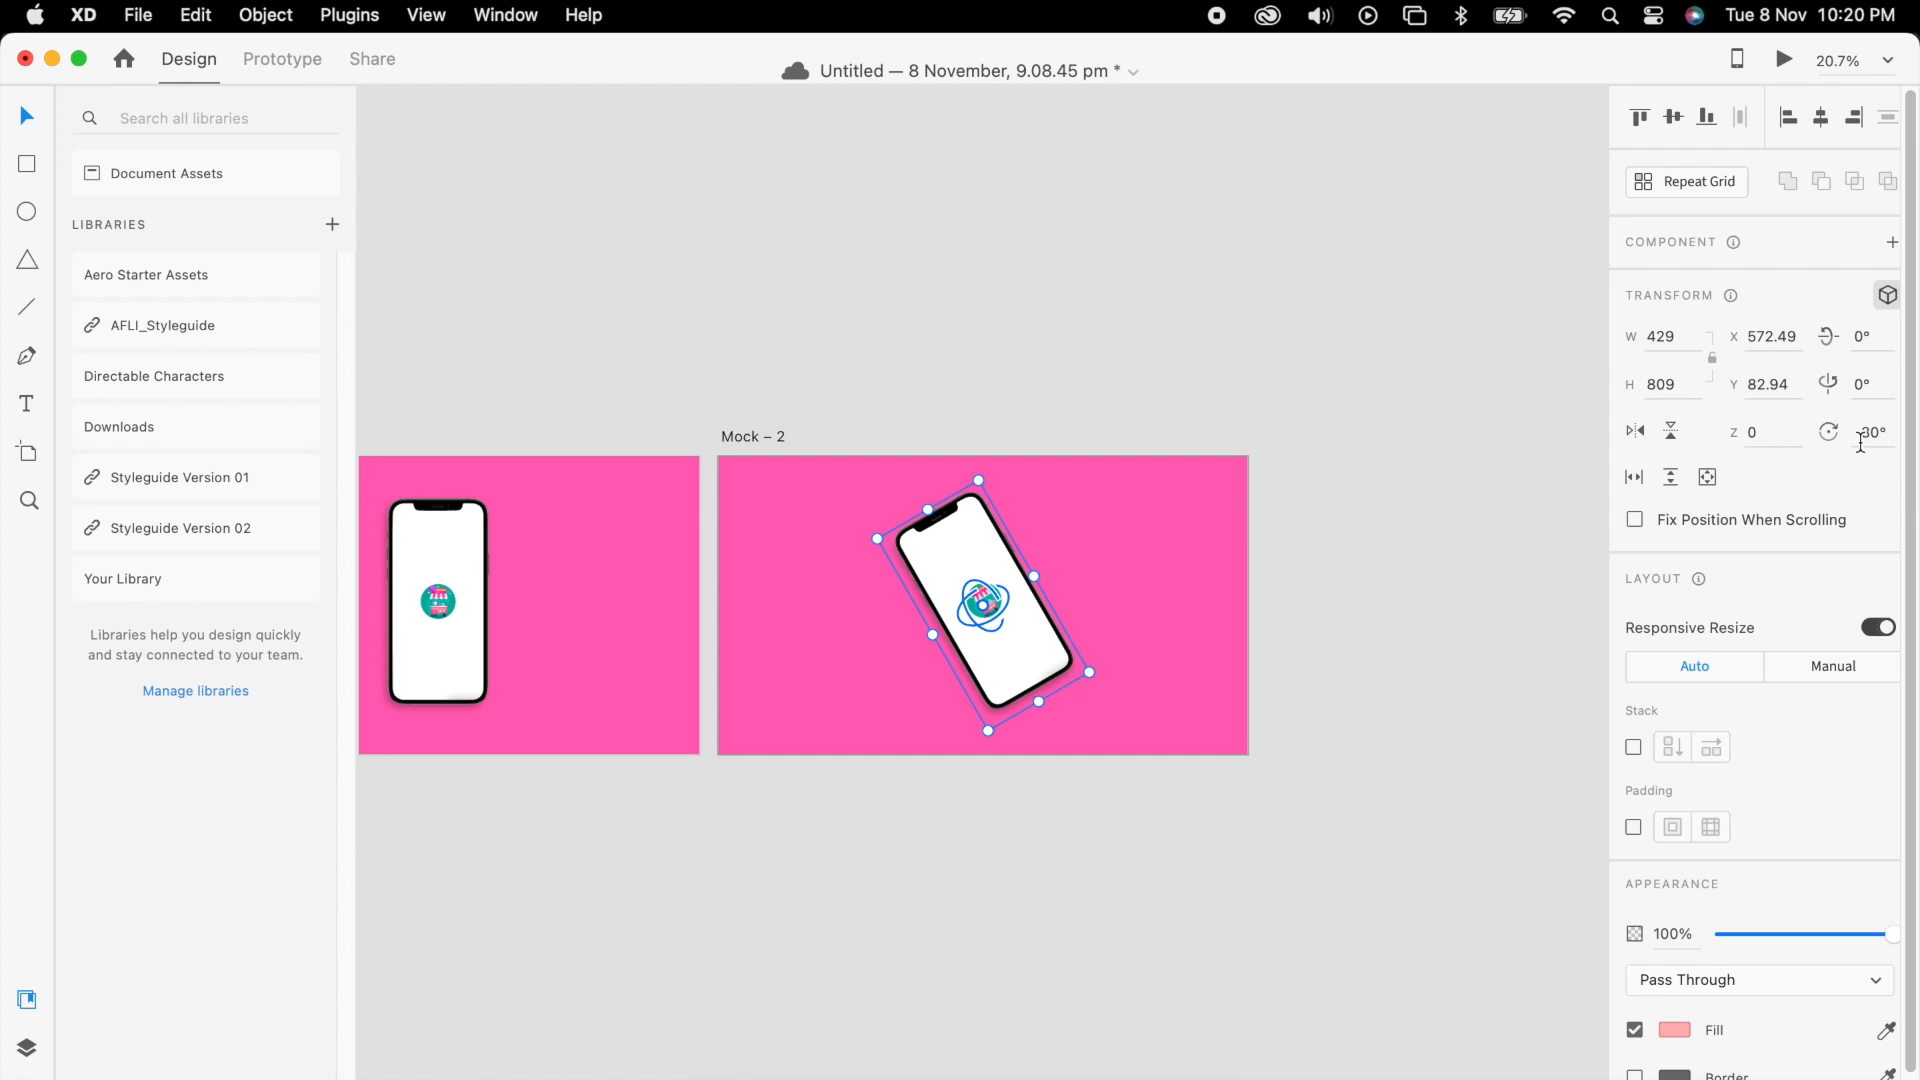 XD File Edit Object Plugins View Window Help
Tue 8 Nov 10:20 PM
Design Prototype Share
Untitled — 8 November, 9.08.45 pm *
20.7%
Search all libraries
Document Assets
LIBRARIES
Aero Starter Assets
AFLI_Styleguide
Directable Characters
Downloads
Styleguide Version 01
Styleguide Version 02
Your Library
Libraries help you design quickly
and stay connected to your team.
Manage libraries
Mock – 2
Repeat Grid
COMPONENT
TRANSFORM
W 429 X 572.49 0°
H 809 Y 82.94 0°
Z 0 -30°
Fix Position When Scrolling
LAYOUT
Responsive Resize
Auto Manual
Stack
Padding
APPEARANCE
100%
Pass Through
Fill
Border